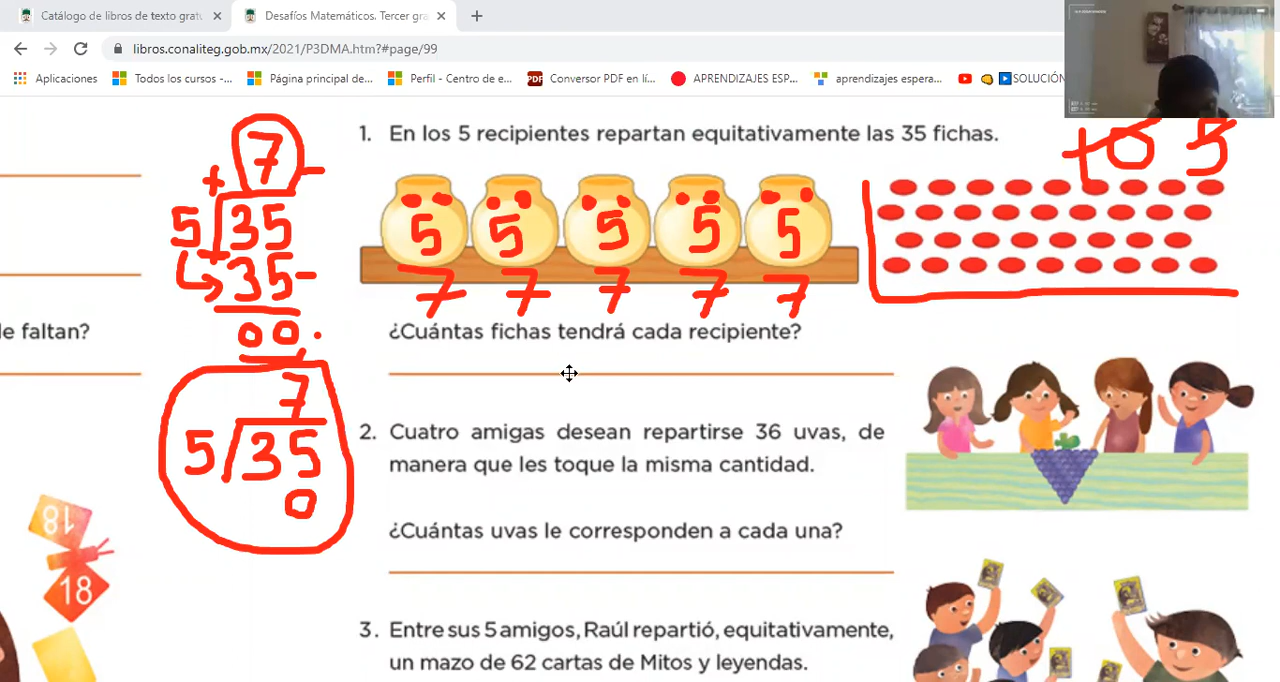 Catálogo de libros de texto gratu
Desafíos Matemáticos. Tercer gra
libros.conaliteg.gob.mx/2021/P3DMA.htm?#page/99
Aplicaciones
Todos los cursos -...
Página principal de...
Perfil - Centro de e...
PDF
Conversor PDF en lí...
APRENDIZAJES ESP...
aprendizajes espera...
SOLUCIÓN
1. En los 5 recipientes repartan equitativamente las 35 fichas.
5 5 5 5 5
7 7 7 7 7
¿Cuántas fichas tendrá cada recipiente?
2. Cuatro amigas desean repartirse 36 uvas, de
manera que les toque la misma cantidad.
¿Cuántas uvas le corresponden a cada una?
3. Entre sus 5 amigos, Raúl repartió, equitativamente,
un mazo de 62 cartas de Mitos y leyendas.
le faltan?
+ 7 -
5 35
+
35-
00.
7
5 35
0
18
18